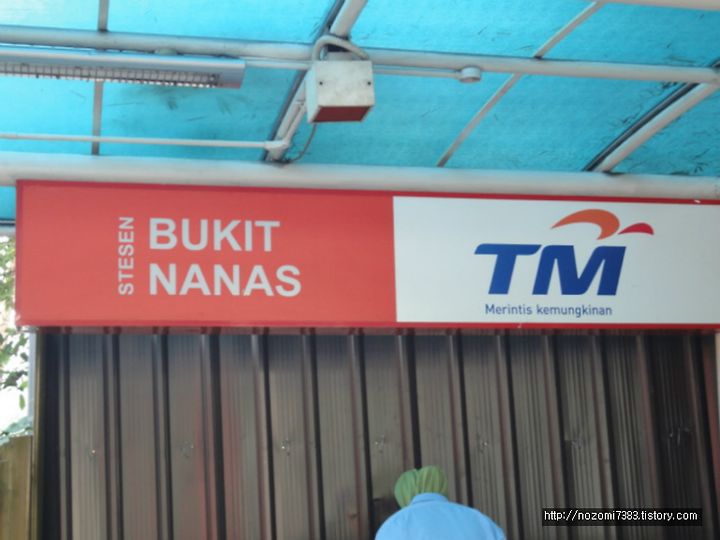 STESEN
BUKIT
NANAS
TM
Merintis kemungkinan
http://nozomi7383.tistory.com